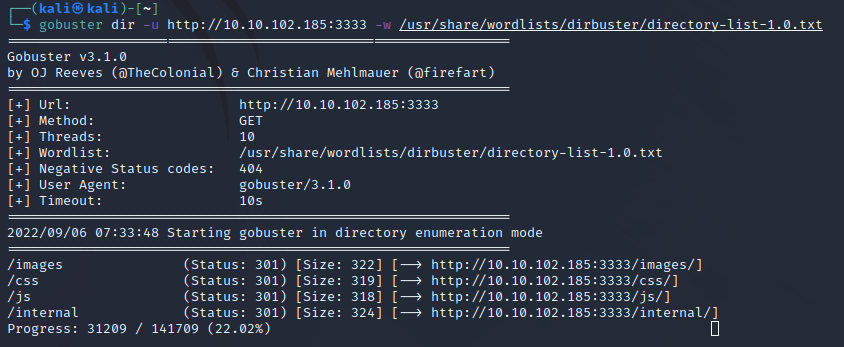 ┌──(kali㉿kali)-[~]
└─$ gobuster dir -u http://10.10.102.185:3333 -w /usr/share/wordlists/dirbuster/directory-list-1.0.txt
===============================================================
Gobuster v3.1.0
by OJ Reeves (@TheColonial) & Christian Mehlmauer (@firefart)
===============================================================
[+] Url:                     http://10.10.102.185:3333
[+] Method:                  GET
[+] Threads:                 10
[+] Wordlist:                /usr/share/wordlists/dirbuster/directory-list-1.0.txt
[+] Negative Status codes:   404
[+] User Agent:              gobuster/3.1.0
[+] Timeout:                 10s
===============================================================
2022/09/06 07:33:48 Starting gobuster in directory enumeration mode
===============================================================
/images               (Status: 301) [Size: 322] [--> http://10.10.102.185:3333/images/]
/css                  (Status: 301) [Size: 319] [--> http://10.10.102.185:3333/css/]
/js                   (Status: 301) [Size: 318] [--> http://10.10.102.185:3333/js/]
/internal             (Status: 301) [Size: 324] [--> http://10.10.102.185:3333/internal/]
Progress: 31209 / 141709 (22.02%)